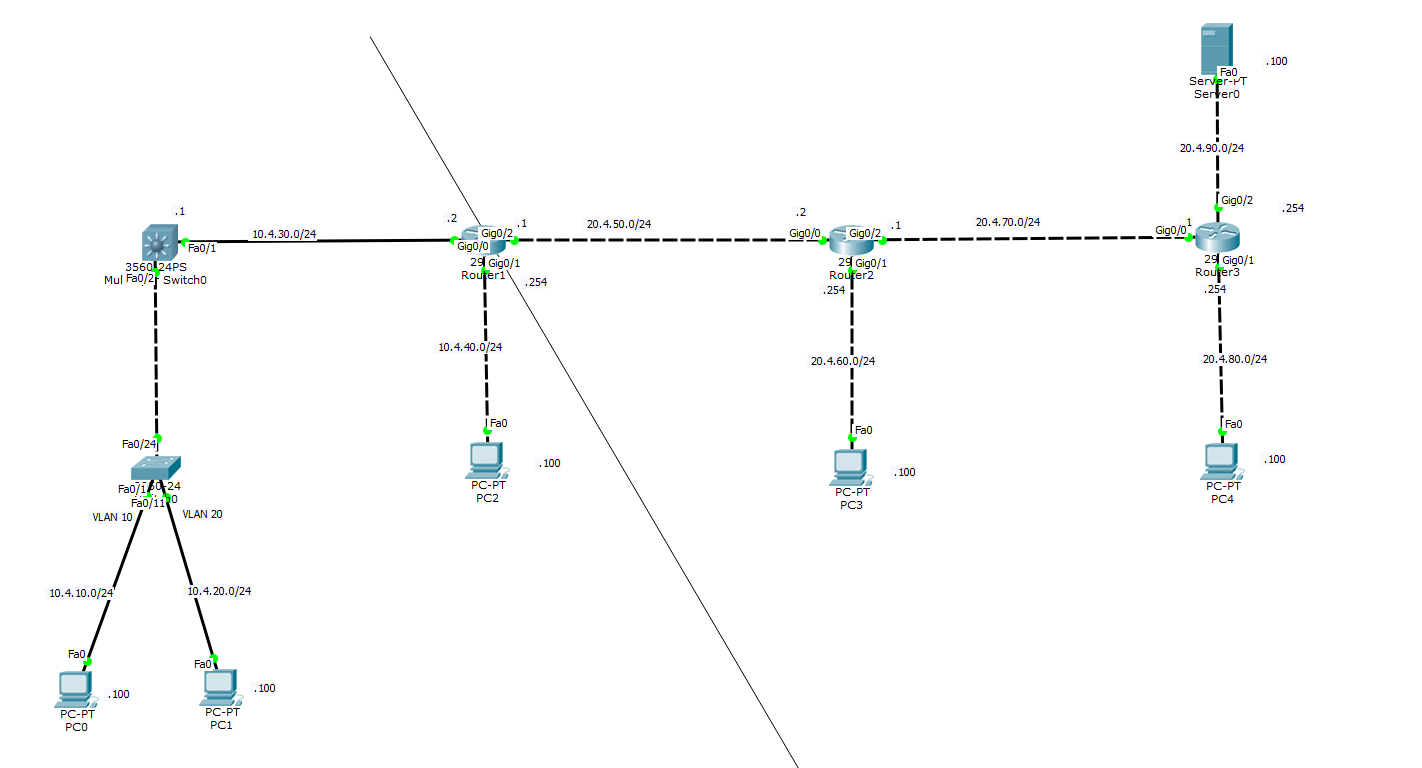 .100
Fa0
Server-PT
Server0
20.4.90.0/24
Gig0/2
.254
.1
10.4.30.0/24
Fa0/1
3560-24PS
Mul
Fa0/2
Switch0
.2
Gig0/0
Gig0/2
.1
29
Gig0/1
Router1
.254
20.4.50.0/24
.2
Gig0/0
Gig0/2
.1
29
Gig0/1
Router2
.254
20.4.70.0/24
.1
Gig0/0
29
Gig0/1
Router3
.254
10.4.40.0/24
20.4.60.0/24
20.4.80.0/24
Fa0
.100
PC-PT
PC2
Fa0
.100
PC-PT
PC3
Fa0
.100
PC-PT
PC4
Fa0/24
Fa0/1
Fa0/11
VLAN 10
VLAN 20
10.4.10.0/24
10.4.20.0/24
Fa0
.100
PC-PT
PC0
Fa0
.100
PC-PT
PC1